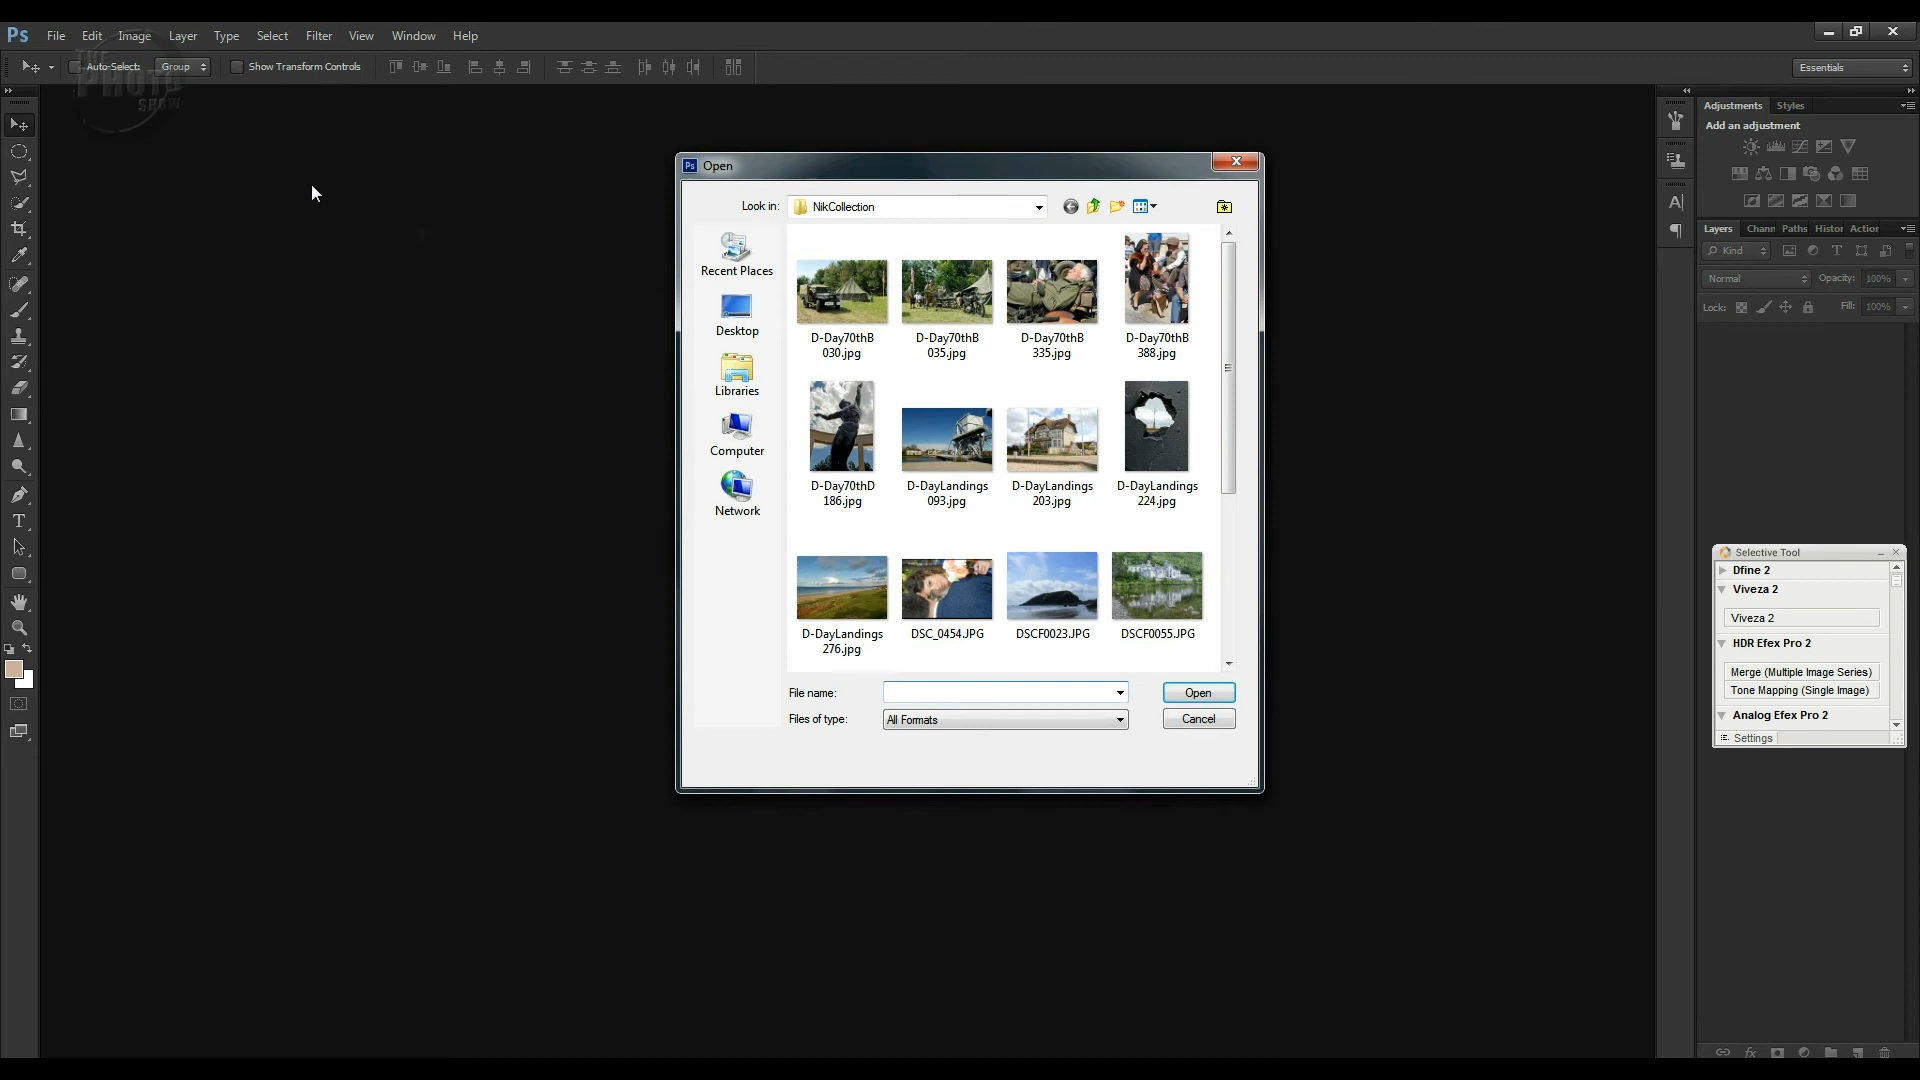 Ps File Edit Image Layer Type Select Filter View Window Help
Auto-Select: Group Show Transform Controls Essentials
THE PHOTO SHOW
Adjustments Styles
Add an adjustment
Layers Chann Paths Histor Action
Kind
Normal Opacity: 100%
Lock: Fill: 100%
Ps Open
Look in: NikCollection
Recent Places
Desktop
Libraries
Computer
Network
D-Day70thB 030.jpg
D-Day70thB 035.jpg
D-Day70thB 335.jpg
D-Day70thB 388.jpg
D-Day70thD 186.jpg
D-DayLandings 093.jpg
D-DayLandings 203.jpg
D-DayLandings 224.jpg
D-DayLandings 276.jpg
DSC_0454.JPG
DSCF0023.JPG
DSCF0055.JPG
File name: Open
Files of type: All Formats Cancel
Selective Tool
Dfine 2
Viveza 2
Viveza 2
HDR Efex Pro 2
Merge (Multiple Image Series)
Tone Mapping (Single Image)
Analog Efex Pro 2
Settings